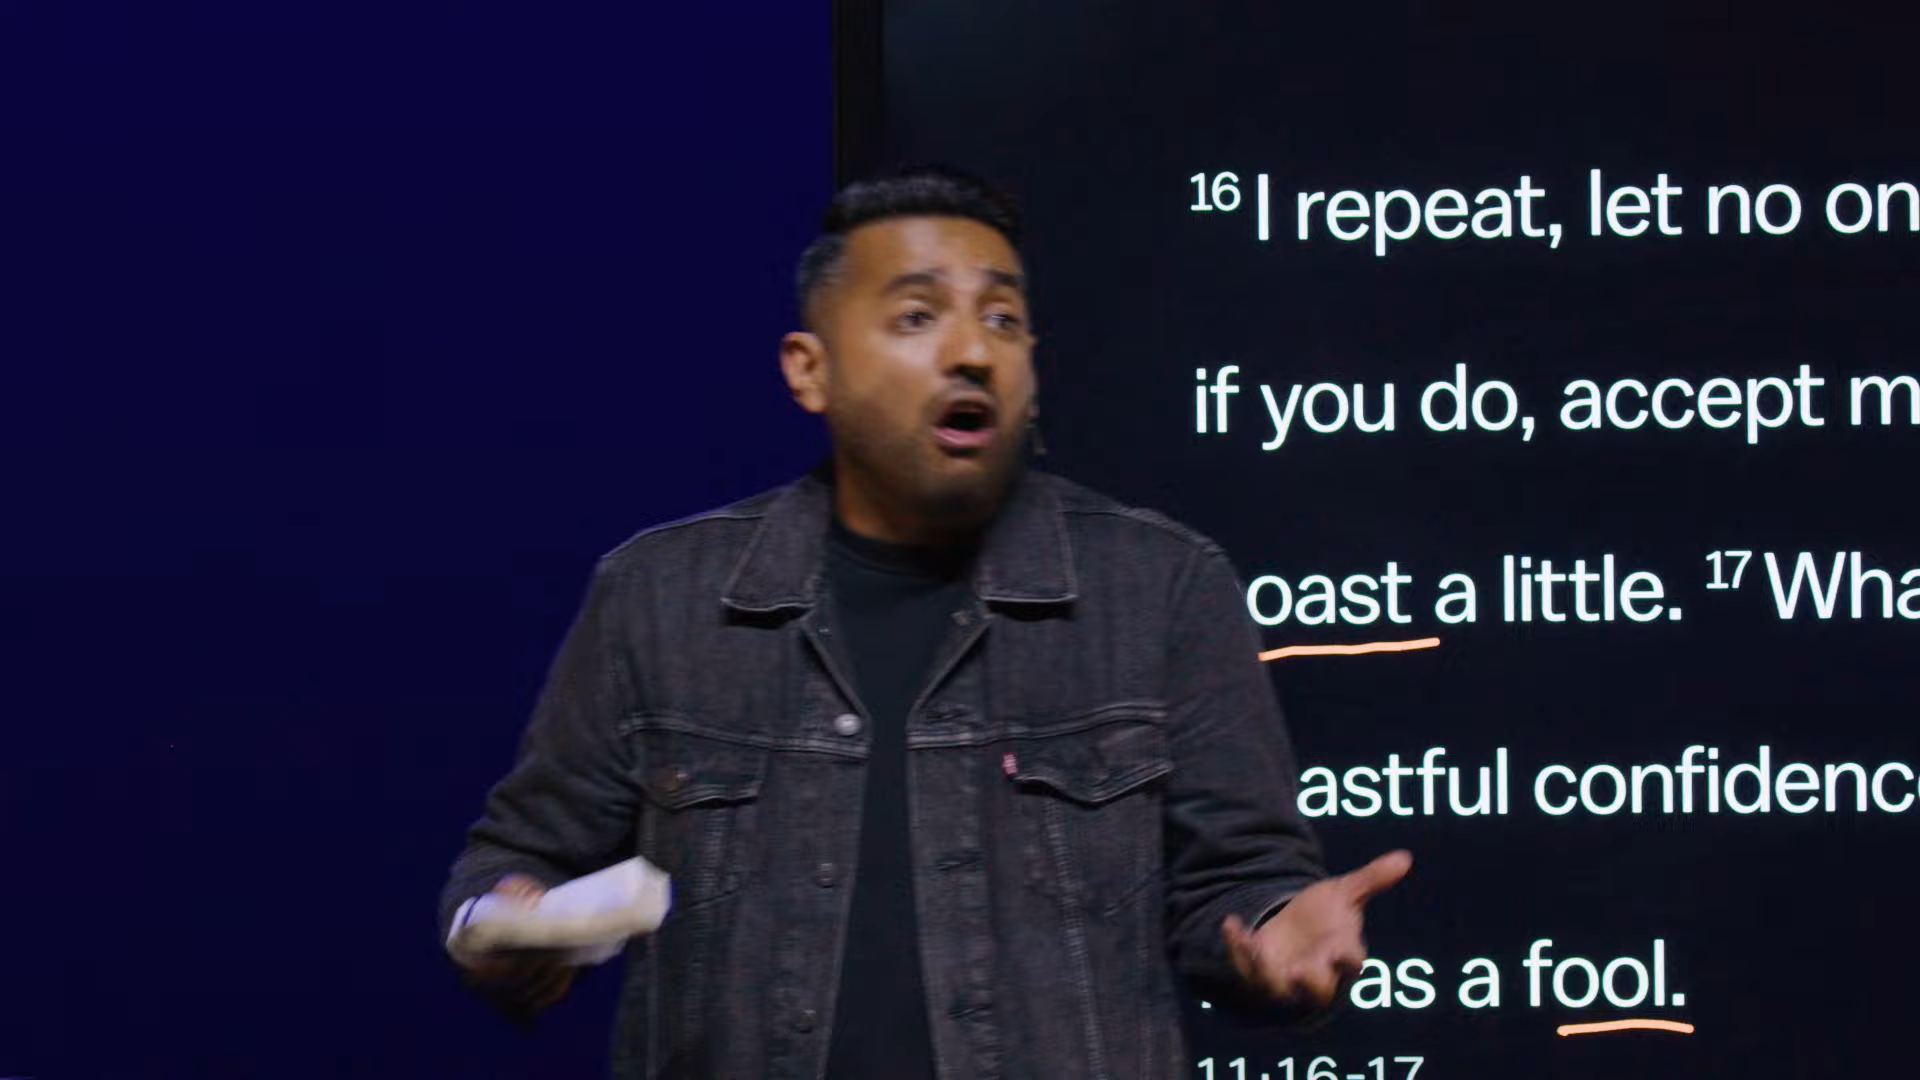 16 I repeat, let no on
if you do, accept m
oast a little. 17 Wha
astful confidenc
as a fool.
11:16-17